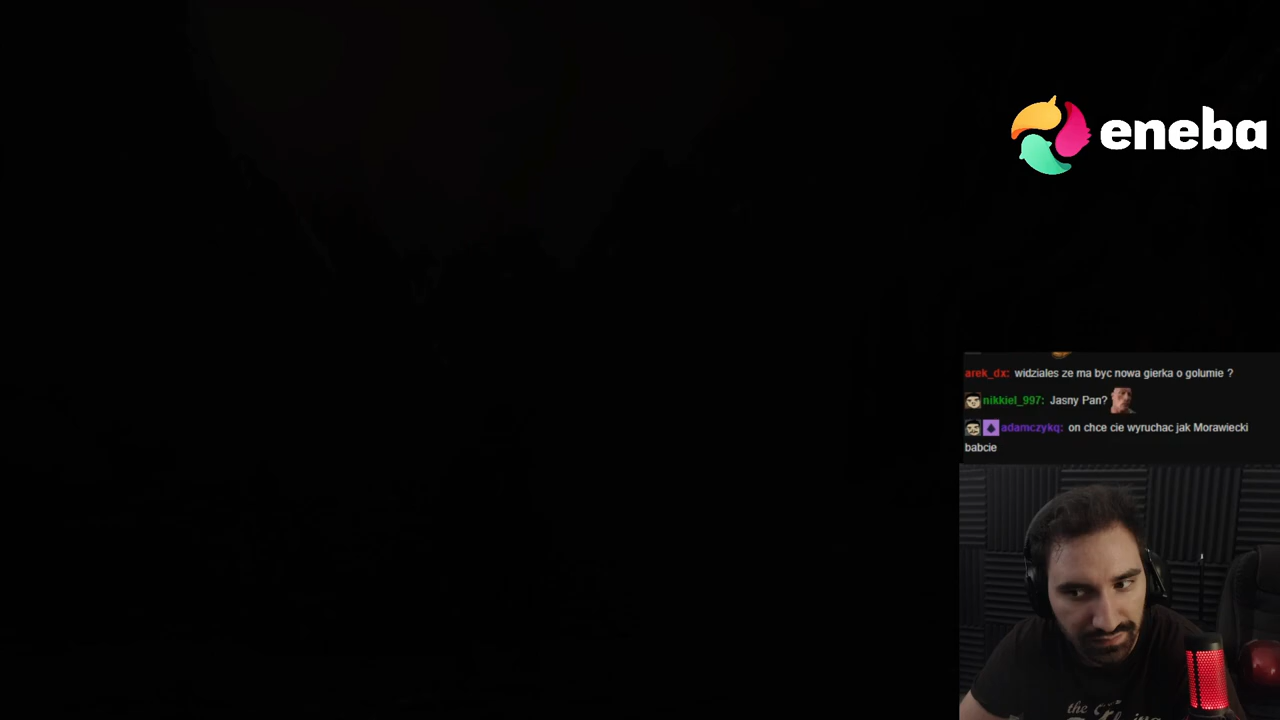 eneba
arek_dx: widziales ze ma byc nowa gierka o golumie ?
nikkiel_997: Jasny Pan?
adamczykq: on chce cie wyruchac jak Morawiecki
babcie
the